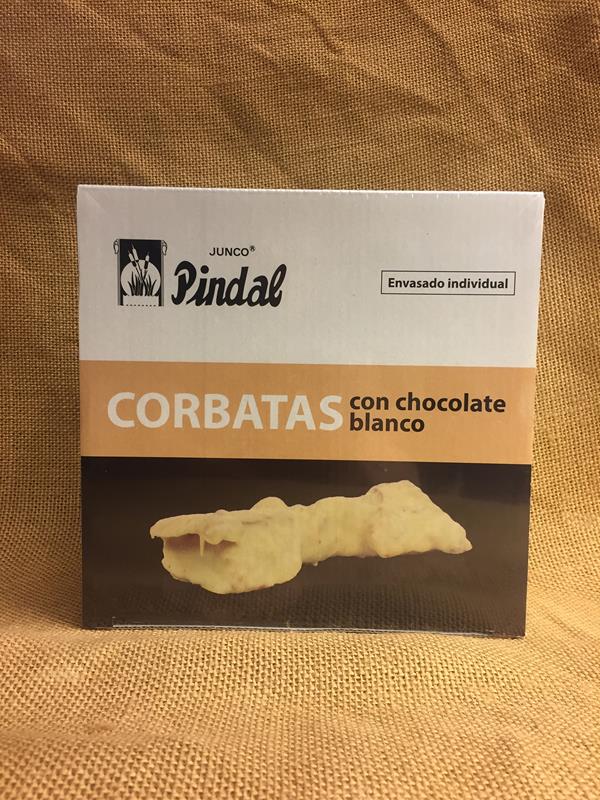 JUNCO®
Pindal
Envasado individual
CORBATAS con chocolate
blanco